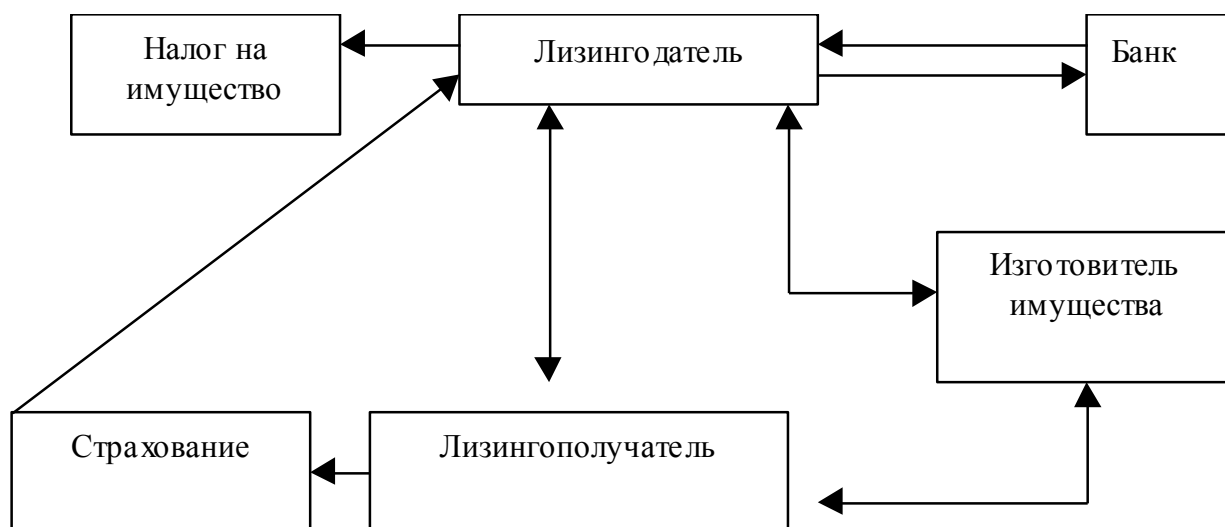 Налог на
имущество
Лизингодатель
Банк
Изготовитель
имущества
Страхование
Лизингополучатель